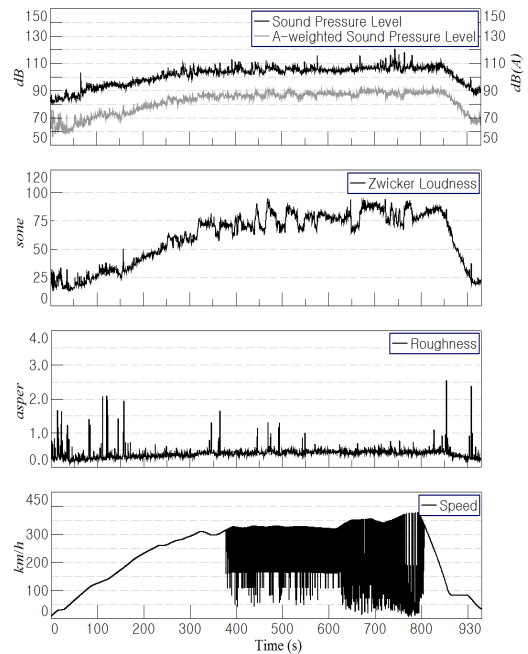 150 Sound Pressure Level 150
130 A-weighted Sound Pressure Level 130
110 110
dB dB(A)
90 90
70 70
50 50
120 Zwicker Loudness
100
75
sone
50
25
0
4.0 Roughness
3.0
asper
2.0
1.0
0.0
450 Speed
300
km/h
200
100
0
0 100 200 300 400 500 600 700 800 930
Time (s)